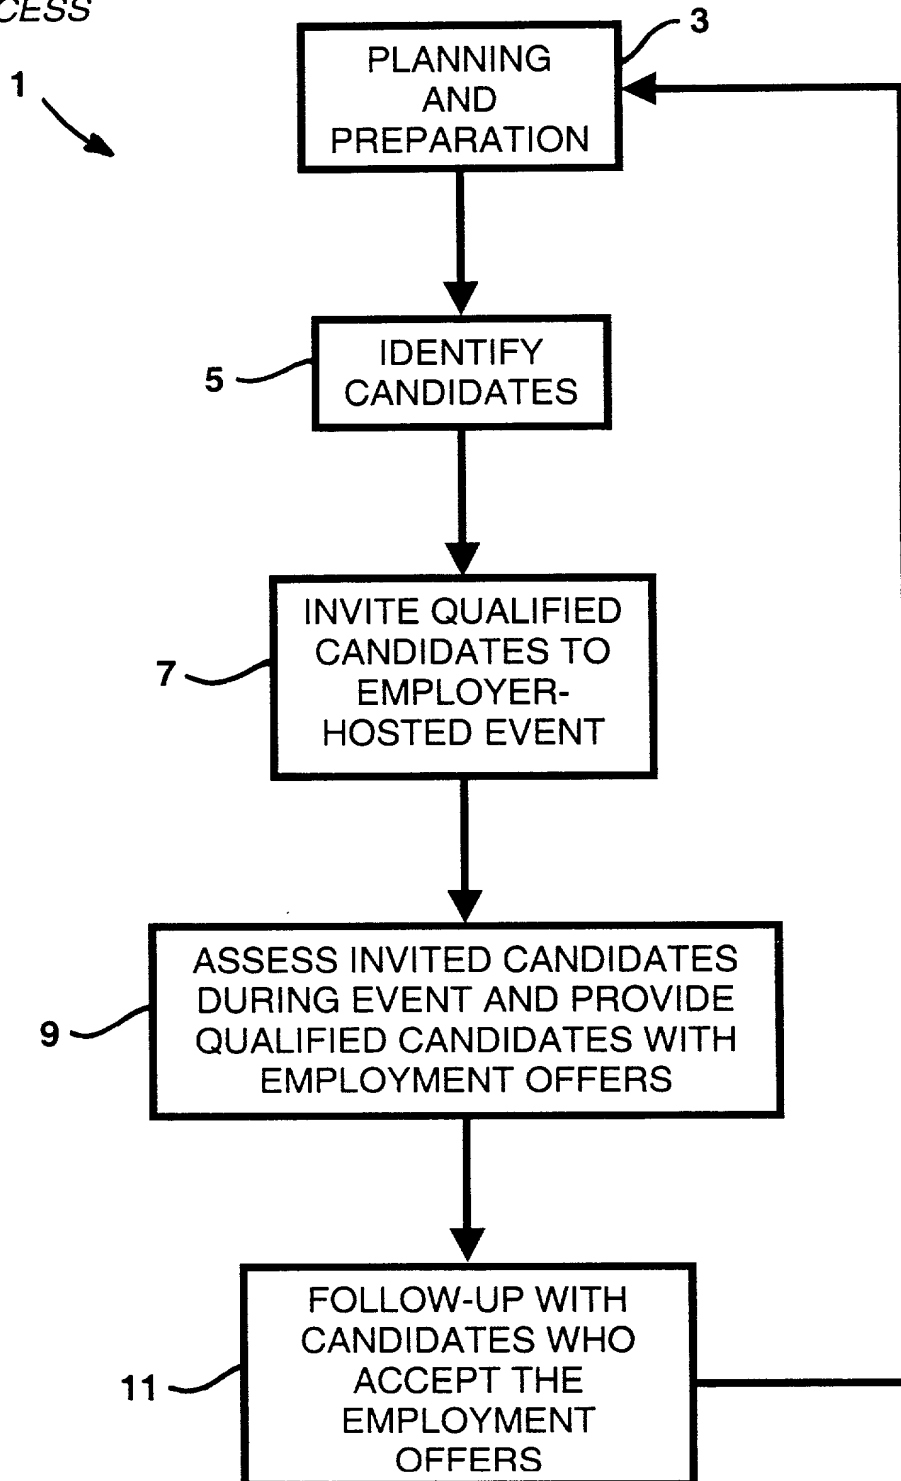 3
PLANNING
AND
PREPARATION
1
IDENTIFY
CANDIDATES
5
INVITE QUALIFIED
CANDIDATES TO
EMPLOYER-
HOSTED EVENT
7
ASSESS INVITED CANDIDATES
DURING EVENT AND PROVIDE
QUALIFIED CANDIDATES WITH
EMPLOYMENT OFFERS
9
FOLLOW-UP WITH
CANDIDATES WHO
ACCEPT THE
EMPLOYMENT
OFFERS
11